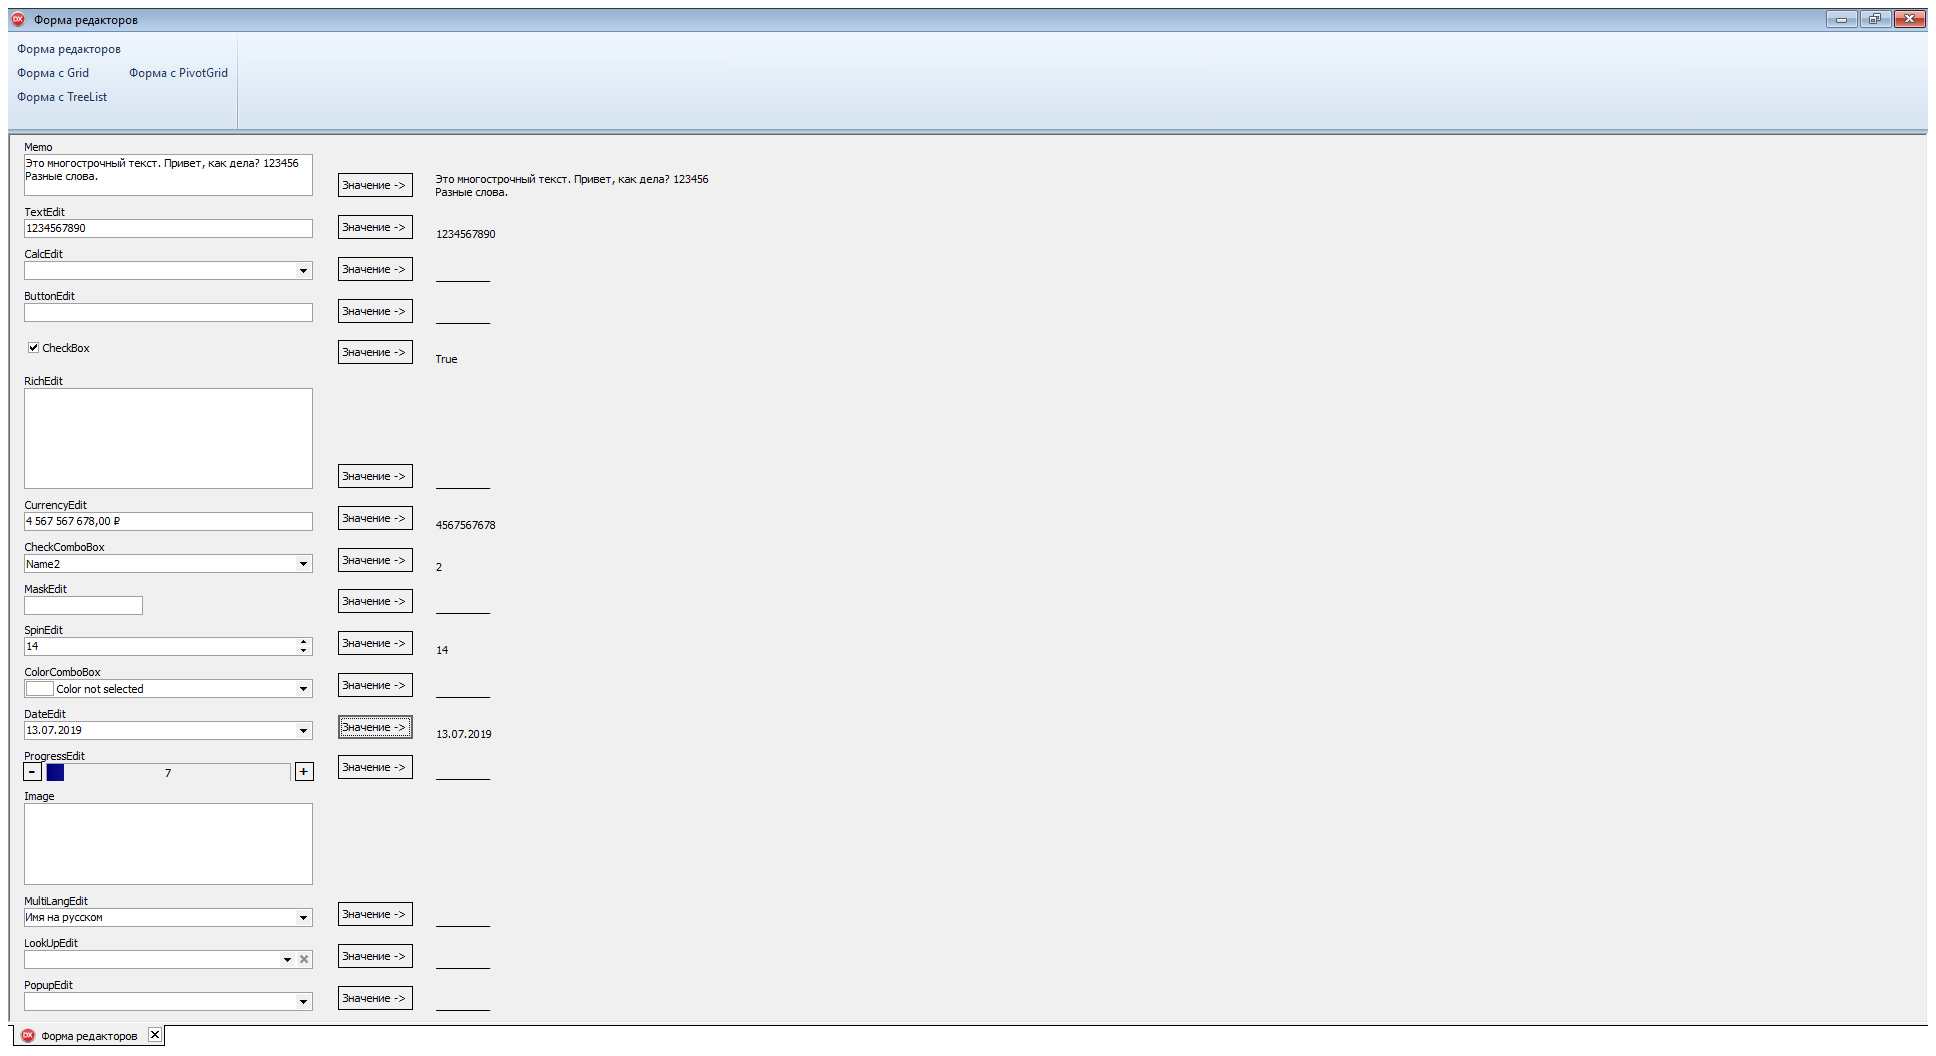 Форма редакторов
Форма редакторов
Форма с Grid Форма с PivotGrid
Форма с TreeList
Memo
Это многострочный текст. Привет, как дела? 123456
Разные слова.
Значение ->
Это многострочный текст. Привет, как дела? 123456
Разные слова.
TextEdit
1234567890
Значение ->
1234567890
CalcEdit
Значение ->
ButtonEdit
Значение ->
CheckBox
Значение ->
True
RichEdit
Значение ->
CurrencyEdit
4 567 567 678,00 ₽
Значение ->
4567567678
CheckComboBox
Name2
Значение ->
2
MaskEdit
Значение ->
SpinEdit
14
Значение ->
14
ColorComboBox
Color not selected
Значение ->
DateEdit
13.07.2019
Значение ->
13.07.2019
ProgressEdit
- 7 +
Значение ->
Image
MultiLangEdit
Имя на русском
Значение ->
LookUpEdit
Значение ->
PopupEdit
Значение ->
DX Форма редакторов